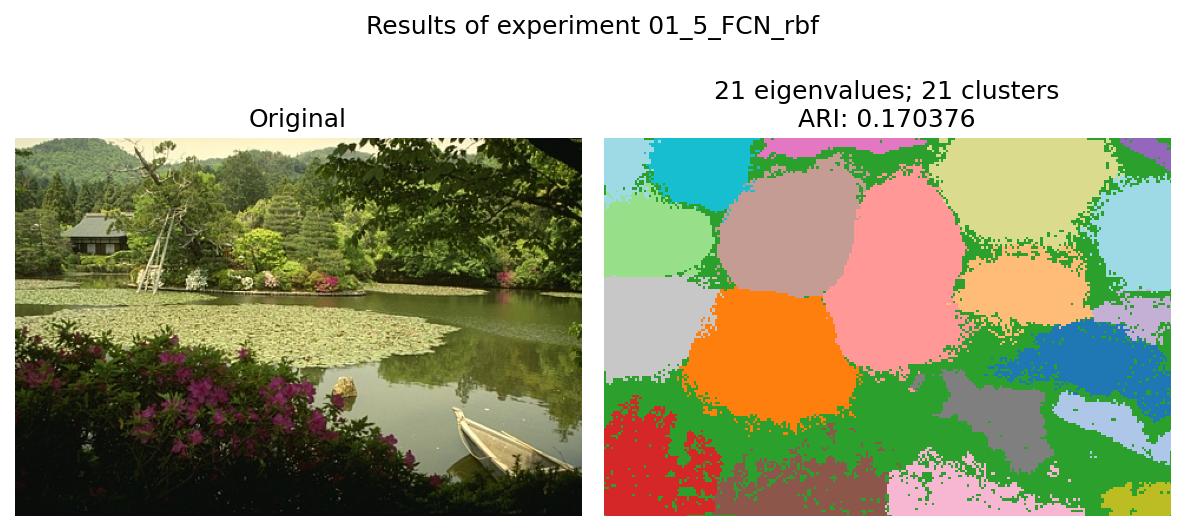 Results of experiment 01_5_FCN_rbf
Original
21 eigenvalues; 21 clusters
ARI: 0.170376